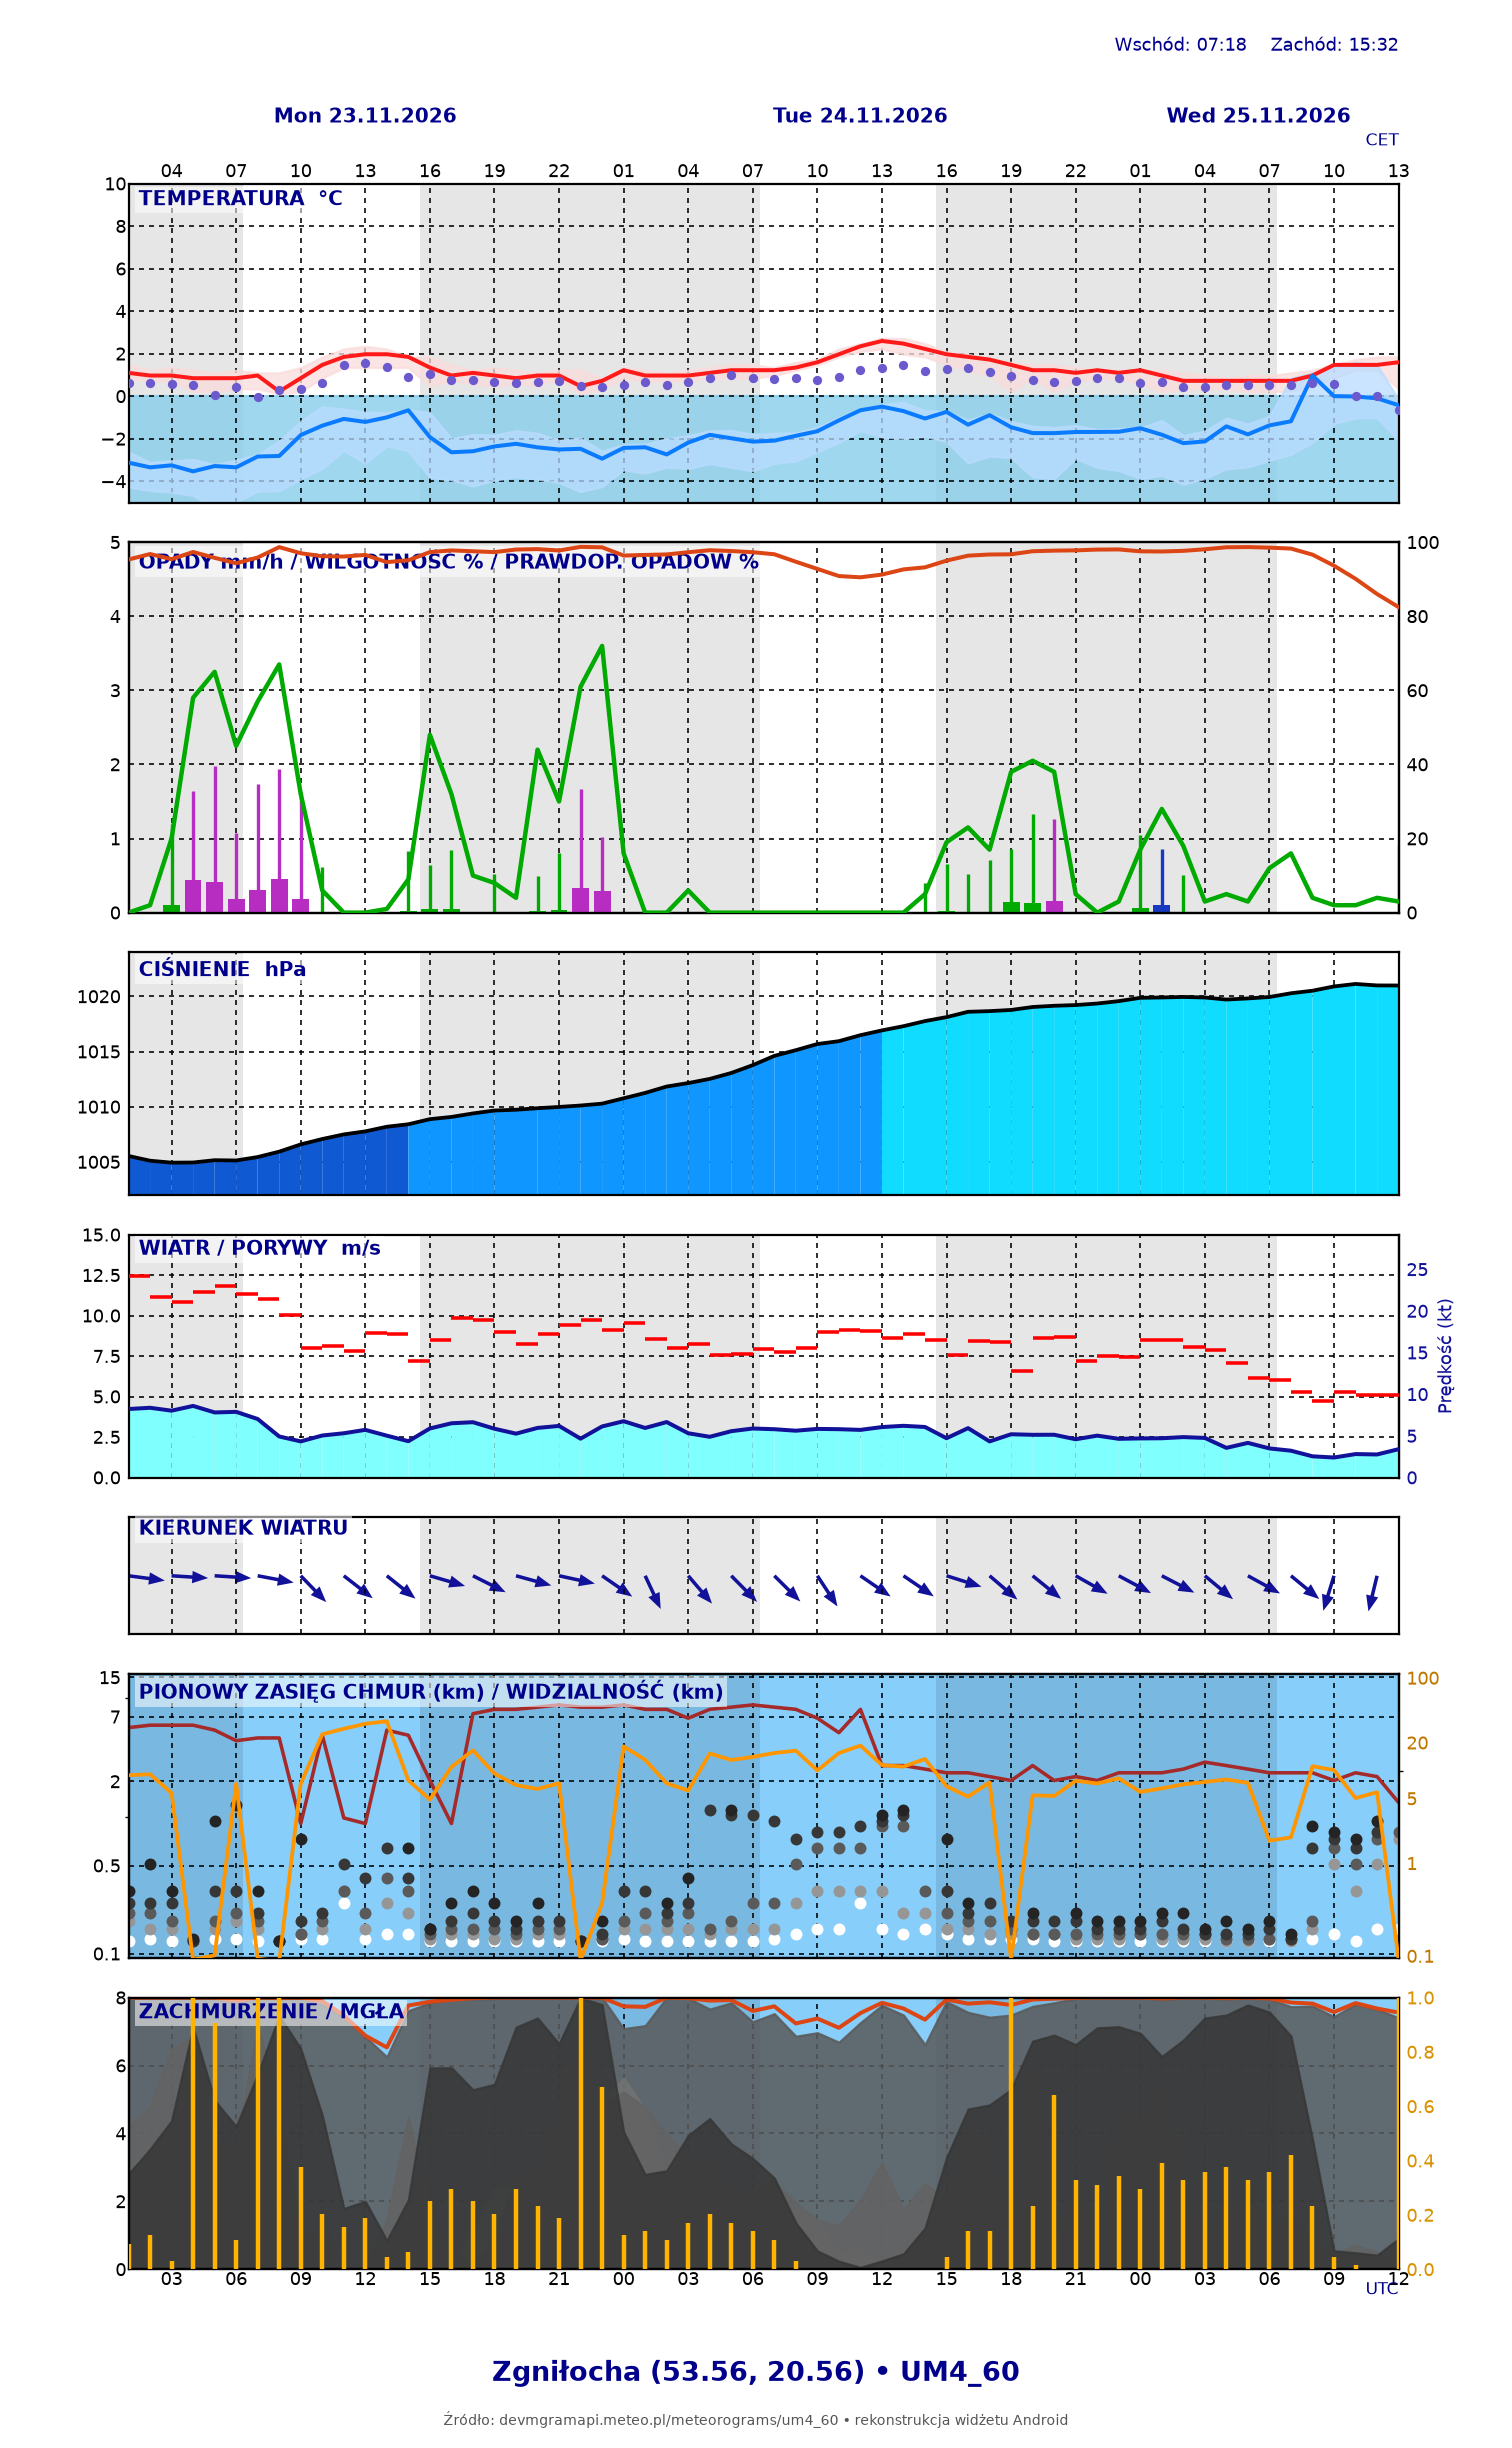 Wschód: 07:18 Zachód: 15:32
Mon 23.11.2026 Tue 24.11.2026 Wed 25.11.2026
CET
04 07 10 13 16 19 22 01 04 07 10 13 16 19 22 01 04 07 10 13
TEMPERATURA °C
10
8
6
4
2
0
−2
−4
OPADY mm/h / WILGOTNOŚĆ % / PRAWDOP. OPADÓW %
5 100
4 80
3 60
2 40
1 20
0 0
CIŚNIENIE hPa
1020
1015
1010
1005
WIATR / PORYWY m/s
15.0
12.5 25
10.0 20
7.5 15
5.0 10
2.5 5
0.0 0
Prędkość (kt)
KIERUNEK WIATRU
PIONOWY ZASIĘG CHMUR (km) / WIDZIALNOŚĆ (km)
15 100
7 20
2 5
0.5 1
0.1 0.1
ZACHMURZENIE / MGŁA
8 1.0
6 0.8
0.6
4 0.4
2 0.2
0 0.0
03 06 09 12 15 18 21 00 03 06 09 12 15 18 21 00 03 06 09 12
UTC
Zgniłocha (53.56, 20.56) • UM4_60
Źródło: devmgramapi.meteo.pl/meteorograms/um4_60 • rekonstrukcja widżetu Android